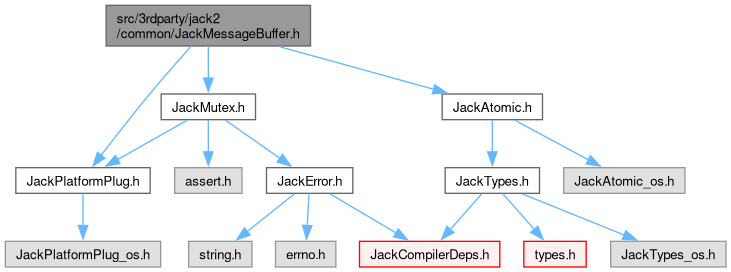 src/3rdparty/jack2
/common/JackMessageBuffer.h
JackMutex.h
JackAtomic.h
JackPlatformPlug.h
assert.h
JackError.h
JackTypes.h
JackAtomic_os.h
JackPlatformPlug_os.h
string.h
errno.h
JackCompilerDeps.h
types.h
JackTypes_os.h